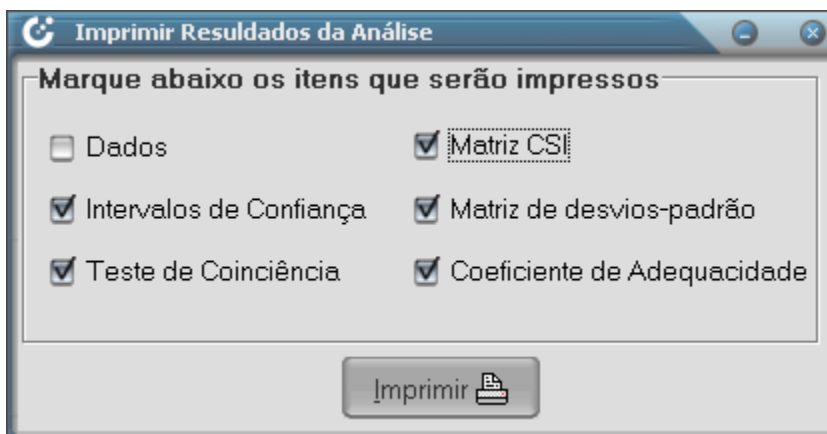 Imprimir Resuldados da Análise
Marque abaixo os itens que serão impressos
Dados
Matriz CSI
Intervalos de Confiança
Matriz de desvios-padrão
Teste de Coinciência
Coeficiente de Adequacidade
Imprimir